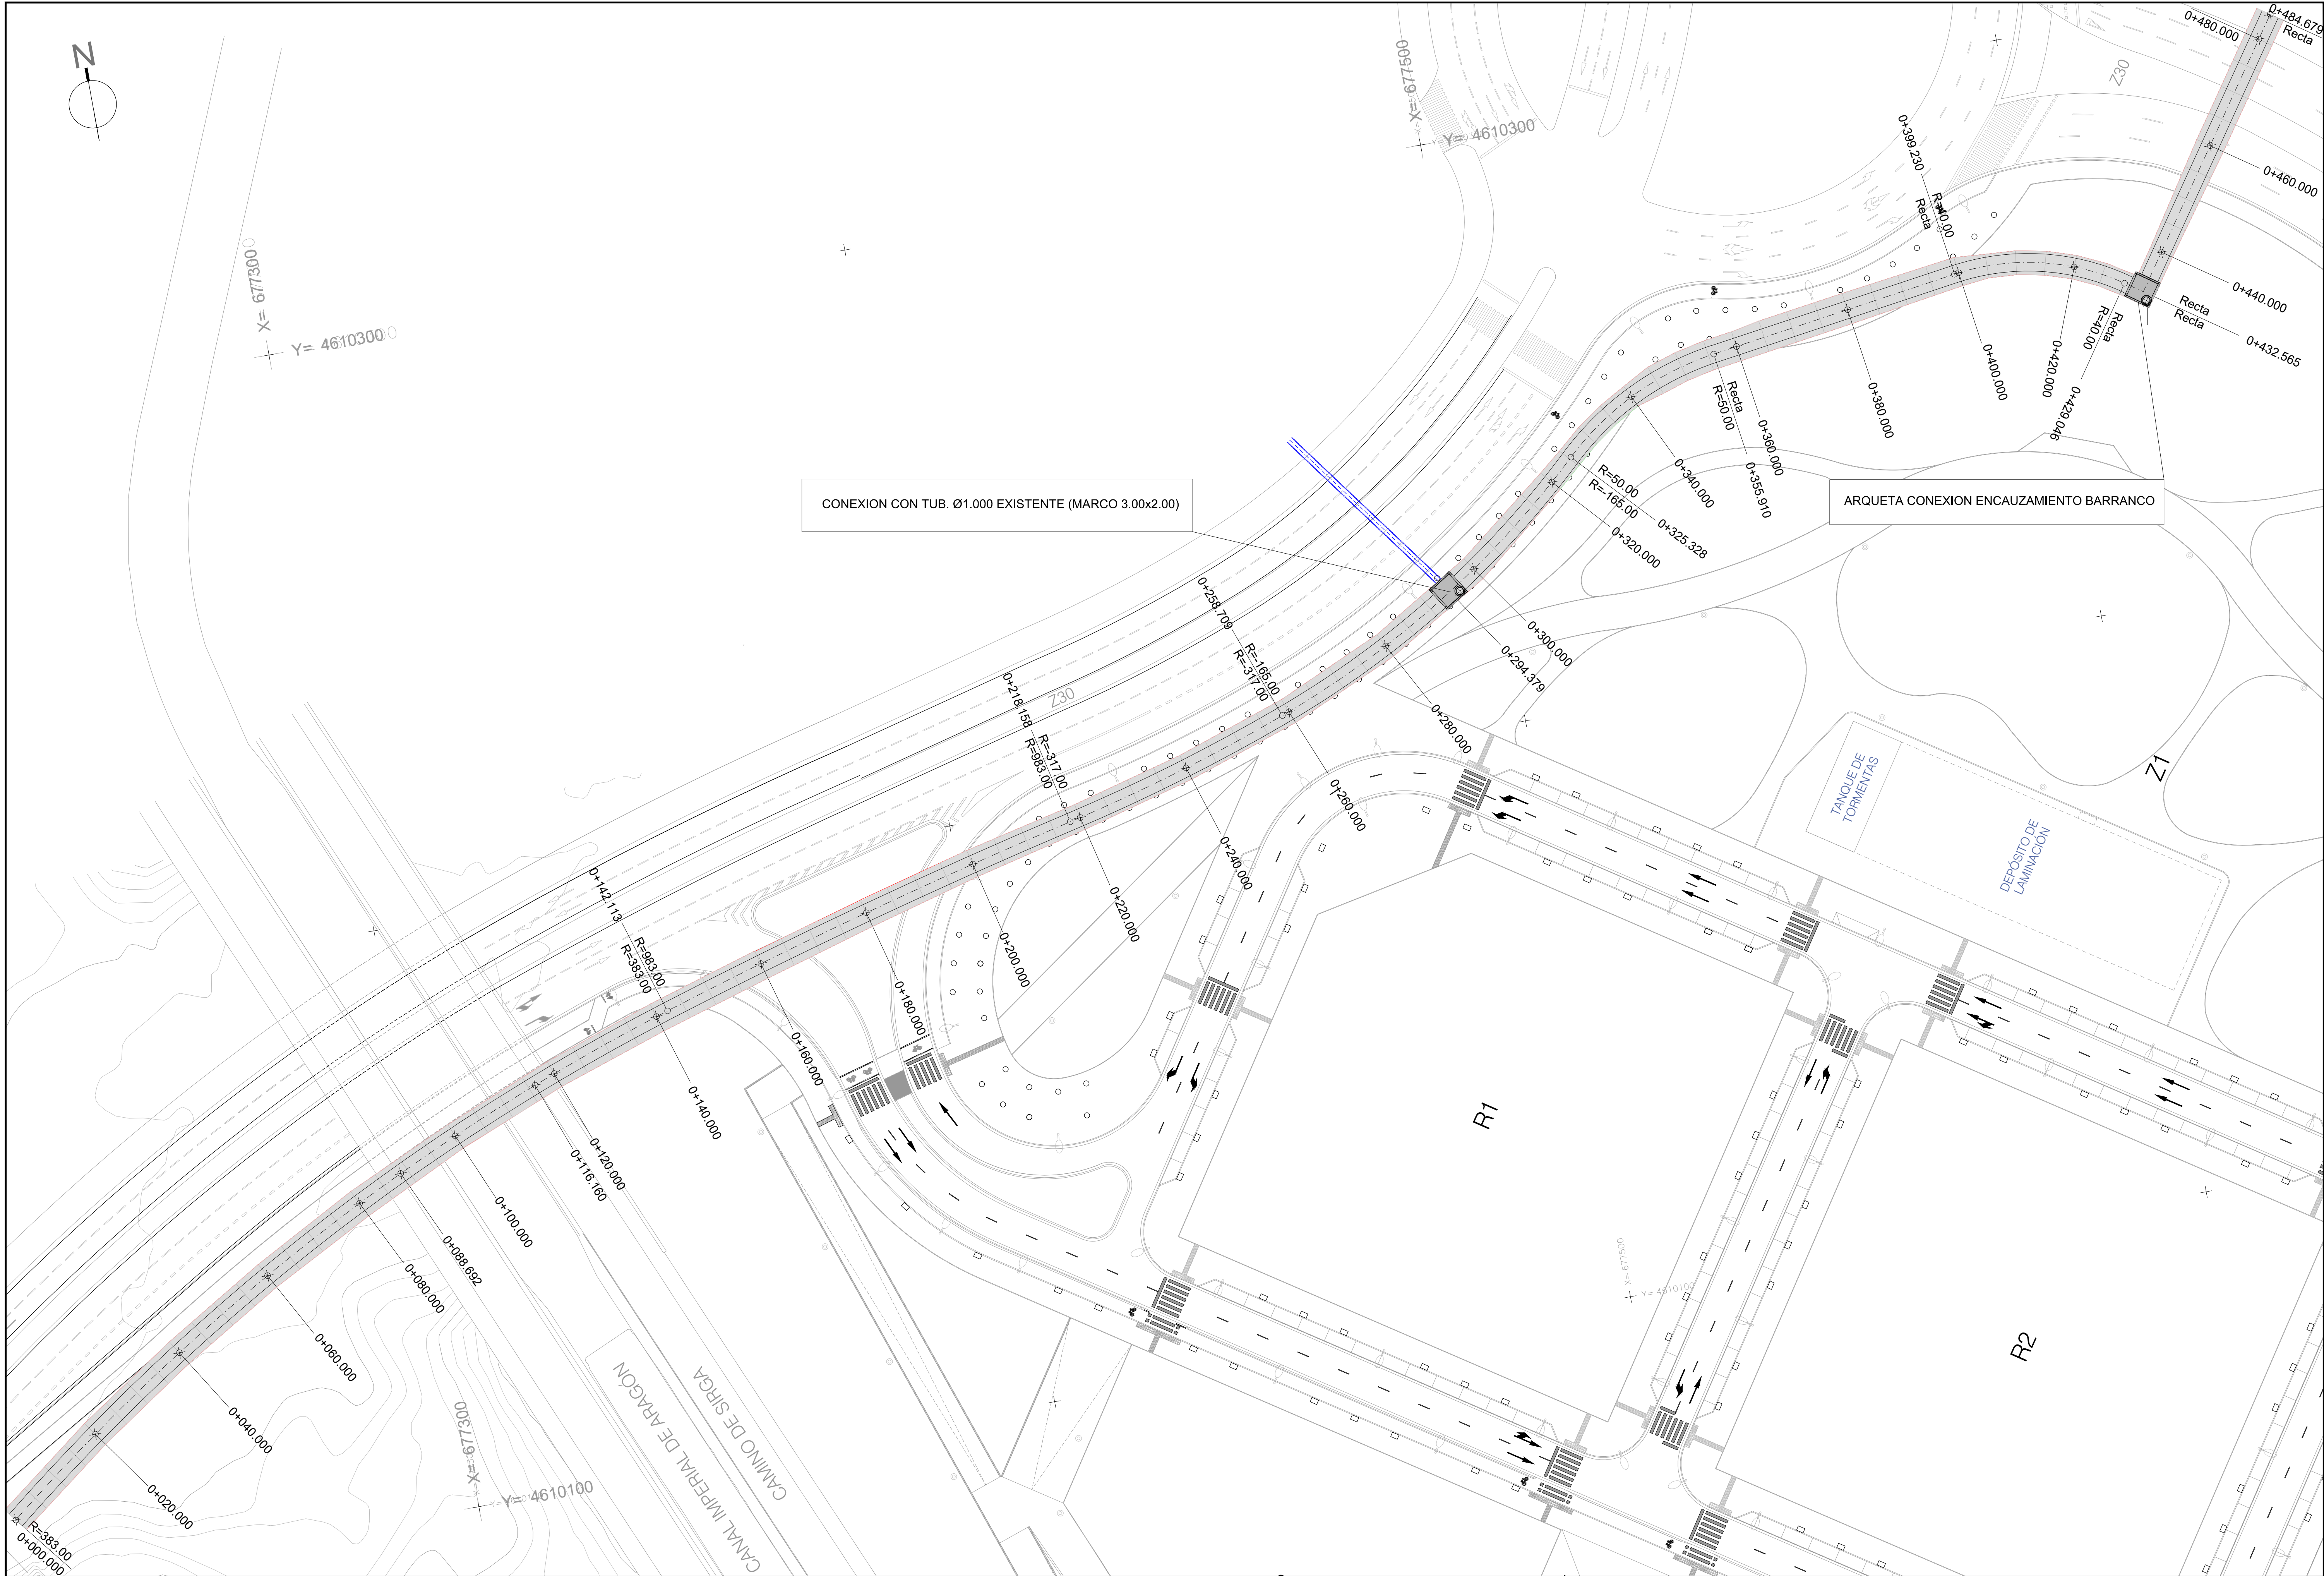 N
X= 677300
Y= 4610300
X= 677500
Y= 4610300
0+480.000
0+484.679
Recta
Z30
0+460.000
0+440.000
Recta
Recta
0+432.565
0+399.230
R=40.00
Recta
0+400.000
0+420.000
R=40.00
Recta
0+429.046
0+380.000
Recta
R=50.00
0+360.000
0+355.910
0+340.000
R=50.00
R=-165.00
0+325.328
0+320.000
CONEXION CON TUB. Ø1.000 EXISTENTE (MARCO 3.00x2.00)
ARQUETA CONEXION ENCAUZAMIENTO BARRANCO
0+300.000
0+294.379
0+280.000
0+258.709
R=-165.00
R=-317.00
0+260.000
Z30
0+218.158
R=-317.00
R=983.00
0+240.000
0+220.000
0+200.000
0+180.000
0+160.000
0+142.113
R=983.00
R=383.00
0+140.000
0+120.000
0+116.160
0+100.000
0+088.692
0+080.000
0+060.000
0+040.000
0+020.000
R=383.00
0+000.000
TANQUE DE
TORMENTAS
DEPÓSITO DE
LAMINACIÓN
Z1
R1
R2
X= 677500
Y= 4610100
X= 677300
Y= 4610100
CANAL IMPERIAL DE ARAGÓN
CAMINO DE SIRGA